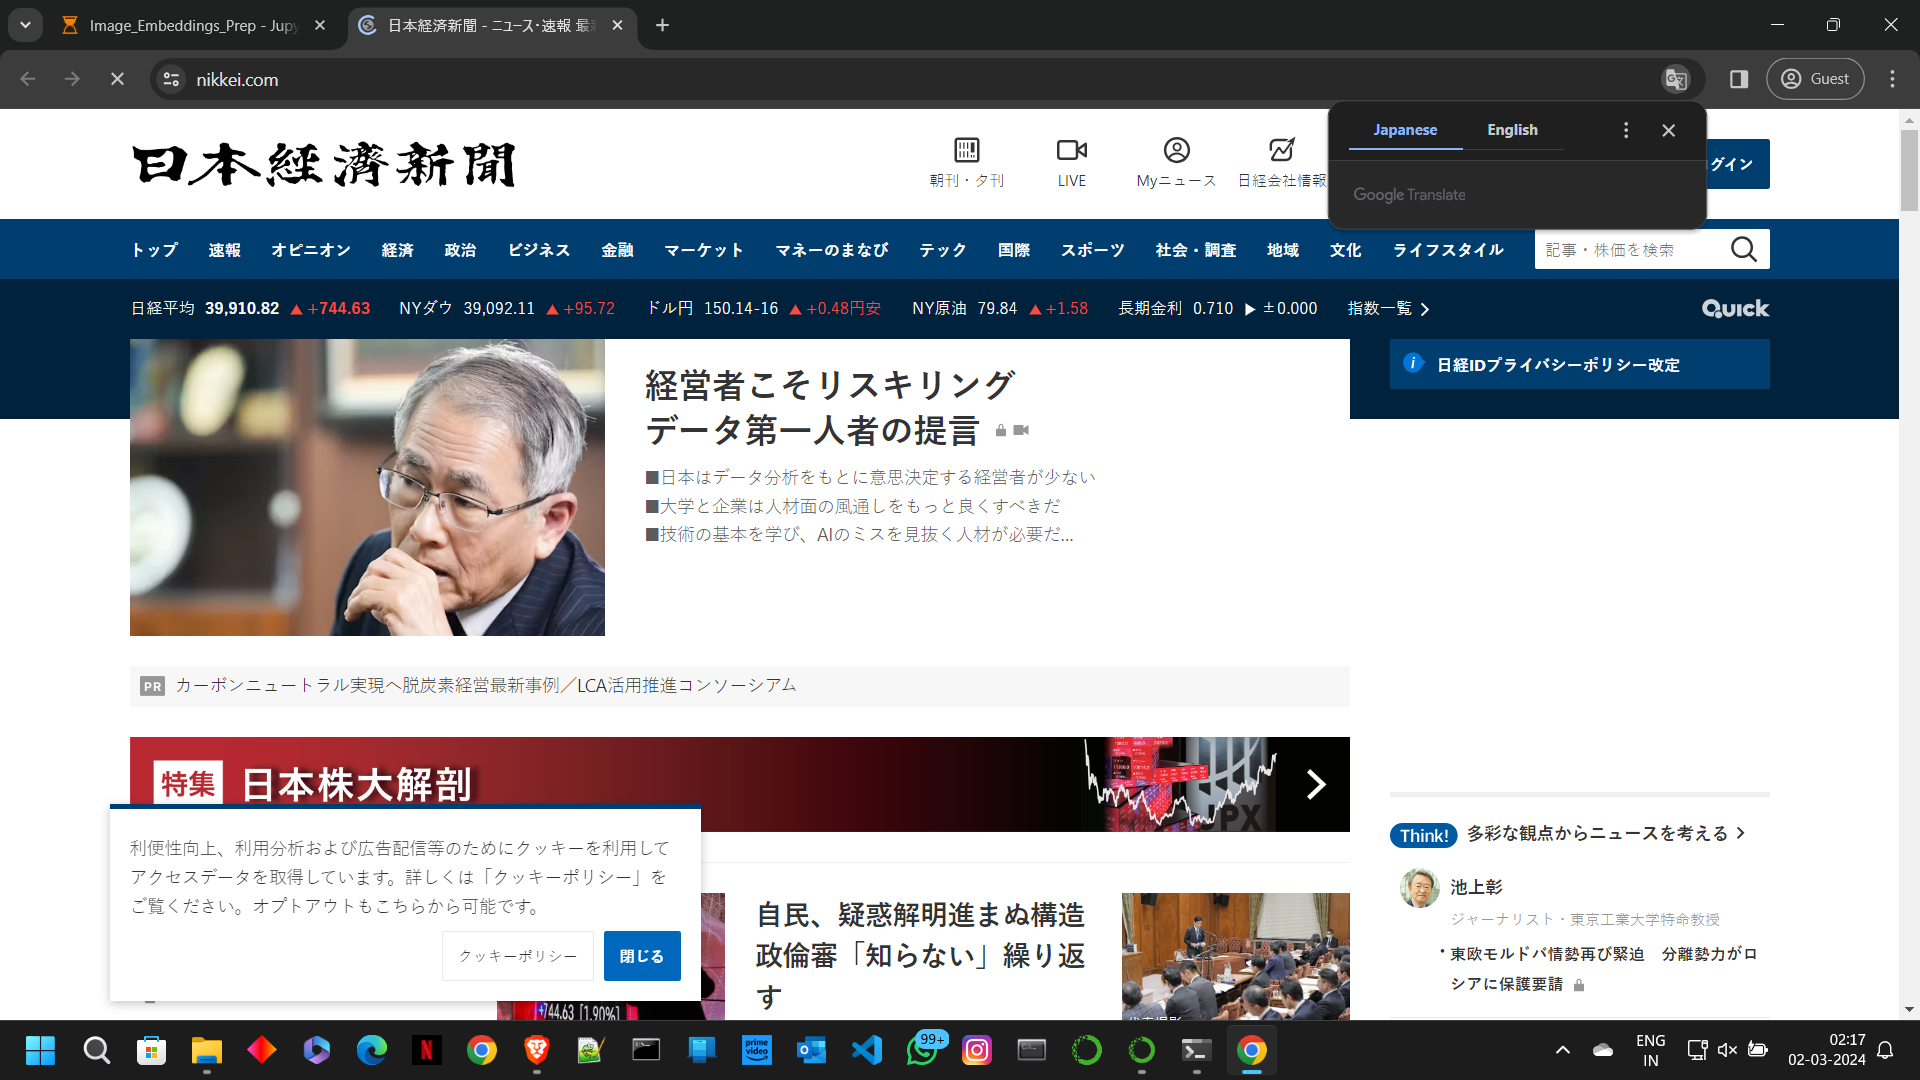 Image_Embeddings_Prep - Jupy
日本経済新聞 - ニュース・速報 最
nikkei.com
Guest
Japanese English
Google Translate
日本經濟新聞
朝刊・夕刊
LIVE
Myニュース
日経会社情報
グイン
トップ 速報 オピニオン 経済 政治 ビジネス 金融 マーケット マネーのまなび テック 国際 スポーツ 社会・調査 地域 文化 ライフスタイル
記事・株価を検索
日経平均 39,910.82 ▲+744.63 NYダウ 39,092.11 ▲+95.72 ドル円 150.14-16 ▲+0.48円安 NY原油 79.84 ▲+1.58 長期金利 0.710 ▶±0.000 指数一覧
QUICK
経営者こそリスキリング
データ第一人者の提言
■日本はデータ分析をもとに意思決定する経営者が少ない
■大学と企業は人材面の風通しをもっと良くすべきだ
■技術の基本を学び、AIのミスを見抜く人材が必要だ...
日経IDプライバシーポリシー改定
PR カーボンニュートラル実現へ脱炭素経営最新事例／LCA活用推進コンソーシアム
特集 日本株大解剖
JPX
利便性向上、利用分析および広告配信等のためにクッキーを利用して
アクセスデータを取得しています。詳しくは「クッキーポリシー」を
ご覧ください。オプトアウトもこちらから可能です。
クッキーポリシー
閉じる
+744.63 [1.90%]
自民、疑惑解明進まぬ構造
政倫審「知らない」繰り返
す
Think! 多彩な観点からニュースを考える
池上彰
ジャーナリスト・東京工業大学特命教授
・東欧モルドバ情勢再び緊迫　分離勢力がロ
シアに保護要請
prime video
99+
ENG
IN
02:17
02-03-2024